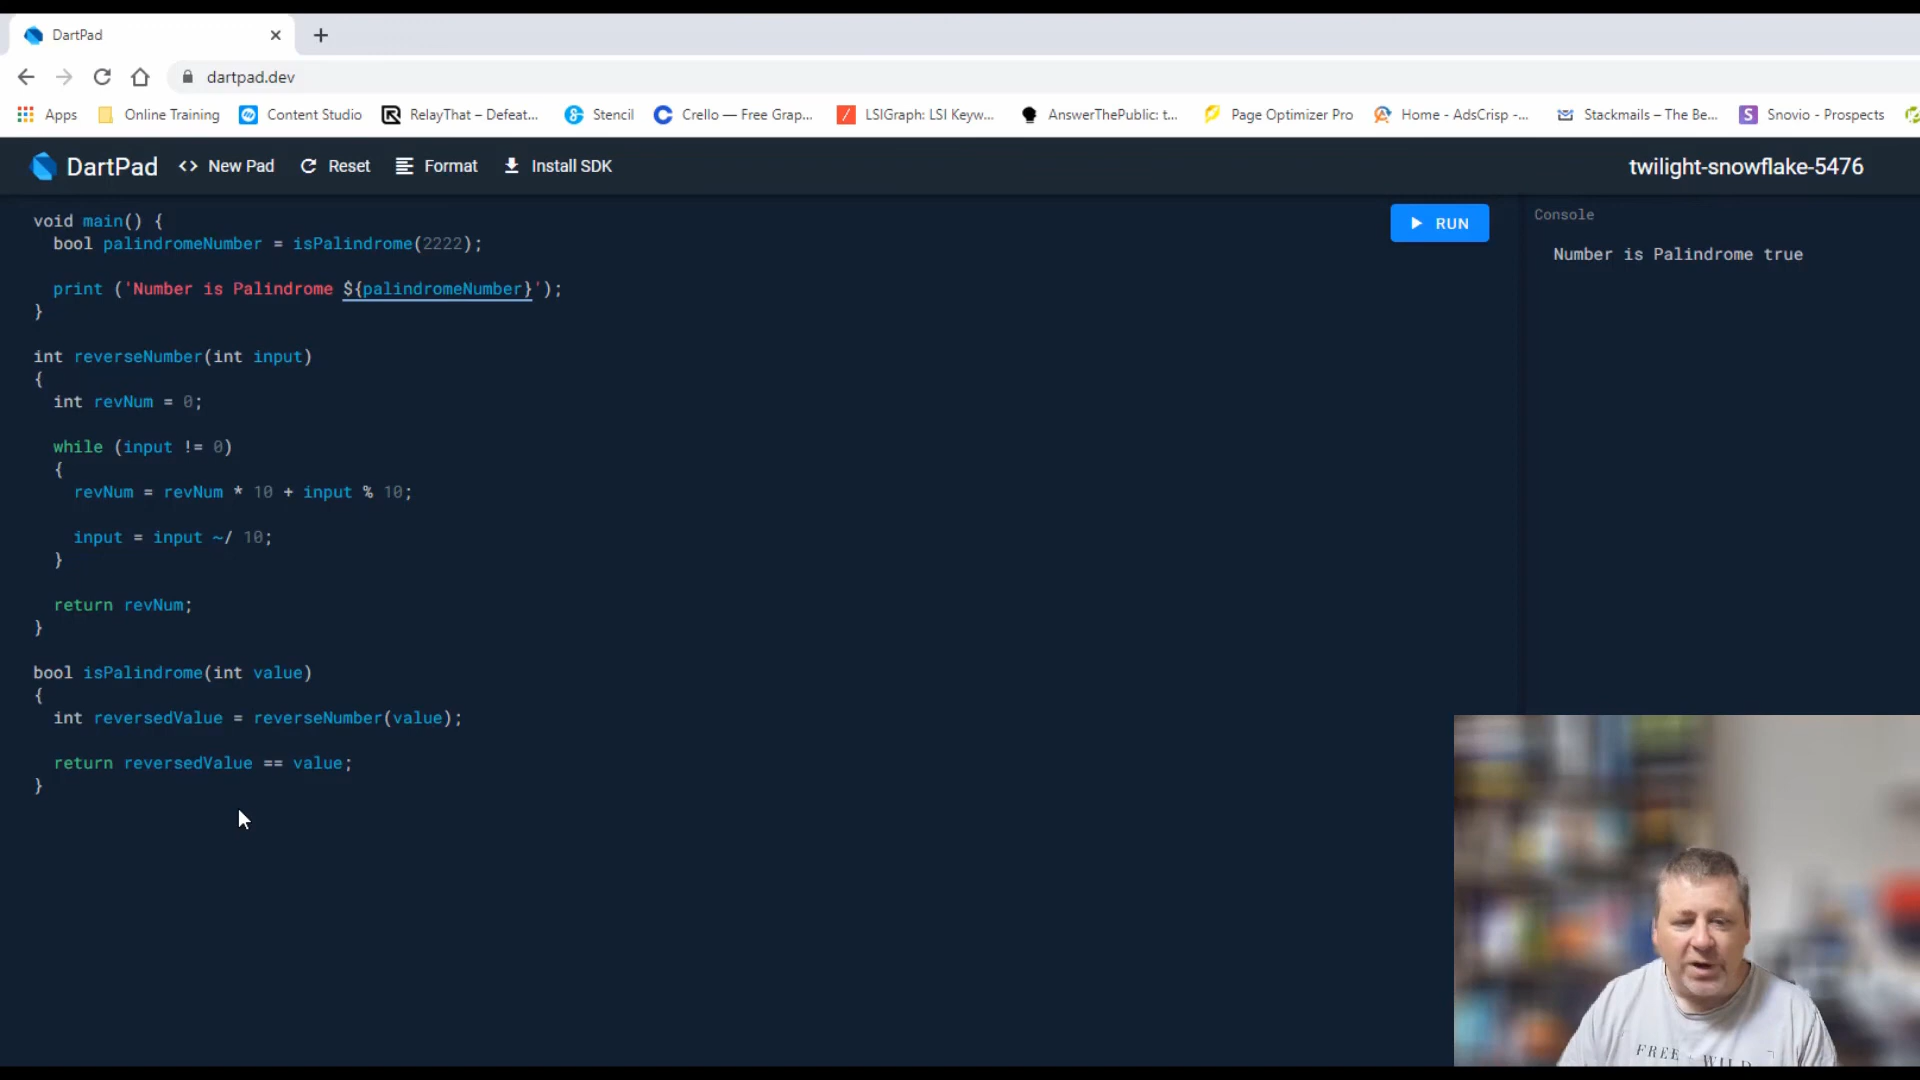 DartPad
dartpad.dev
Apps Online Training Content Studio RelayThat – Defeat... Stencil Crello — Free Grap... LSIGraph: LSI Keyw... AnswerThePublic: t... Page Optimizer Pro Home - AdsCrisp -... Stackmails – The Be... Snovio - Prospects
DartPad <> New Pad Reset Format Install SDK twilight-snowflake-5476
void main() {
bool palindromeNumber = isPalindrome(2222);
print ('Number is Palindrome ${palindromeNumber}');
}
int reverseNumber(int input)
{
int revNum = 0;
while (input != 0)
{
revNum = revNum * 10 + input % 10;
input = input ~/ 10;
}
return revNum;
}
bool isPalindrome(int value)
{
int reversedValue = reverseNumber(value);
return reversedValue == value;
}
RUN
Console
Number is Palindrome true
FREE + WILD